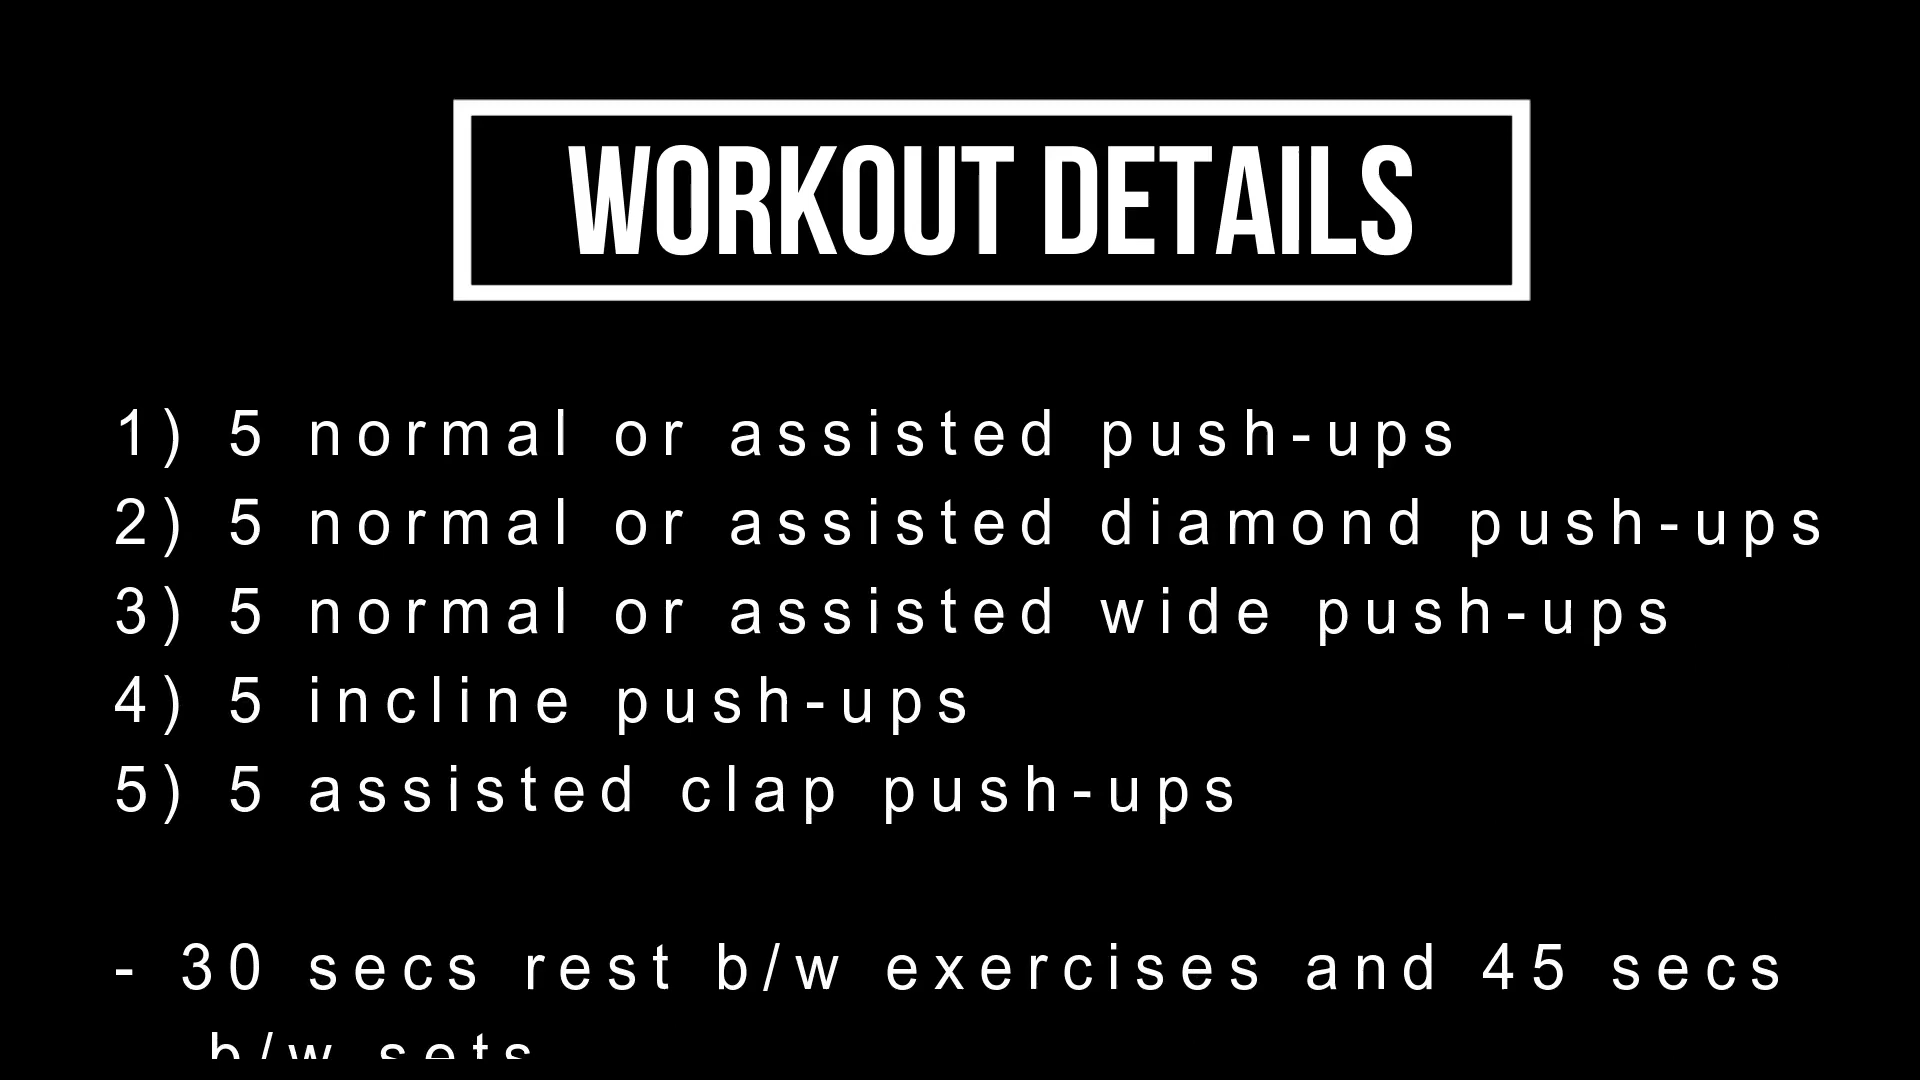 WORKOUT DETAILS
1) 5 normal or assisted push-ups
2) 5 normal or assisted diamond push-ups
3) 5 normal or assisted wide push-ups
4) 5 incline push-ups
5) 5 assisted clap push-ups
- 30 secs rest b/w exercises and 45 secs
b/w sets